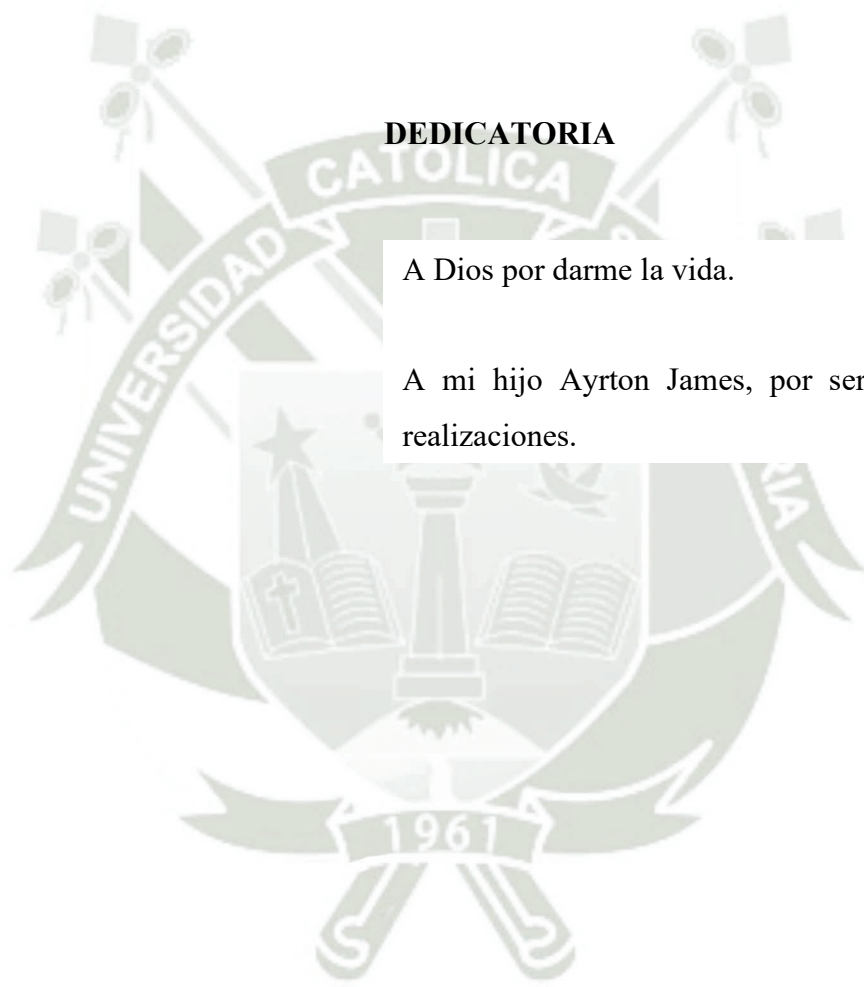 DEDICATORIA
CATOLICA
UNIVERSIDAD
A Dios por darme la vida.
A mi hijo Ayrton James, por ser
realizaciones.
1961